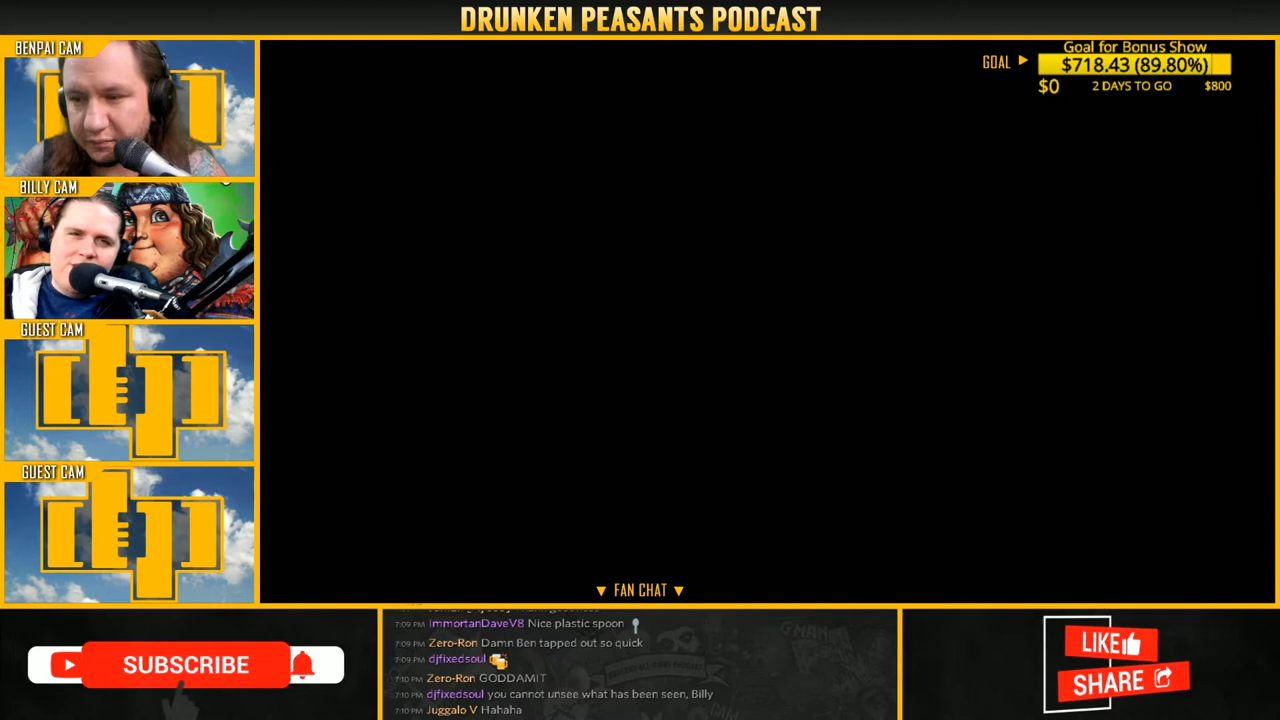 DRUNKEN PEASANTS PODCAST
BENPAI CAM
Goal for Bonus Show
GOAL
$718.43 (89.80%)
$0
2 DAYS TO GO
$800
BILLY CAM
GUEST CAM
GUEST CAM
▼ FAN CHAT ▼
7:09 PM ImmortanDaveV8 Nice plastic spoon
7:09 PM Zero-Ron Damn Ben tapped out so quick
7:09 PM djfixedsoul
7:10 PM Zero-Ron GODDAMIT
7:10 PM djfixedsoul you cannot unsee what has been seen, Billy
7:10 PM Juggalo V Hahaha
SUBSCRIBE
LIKE
SHARE